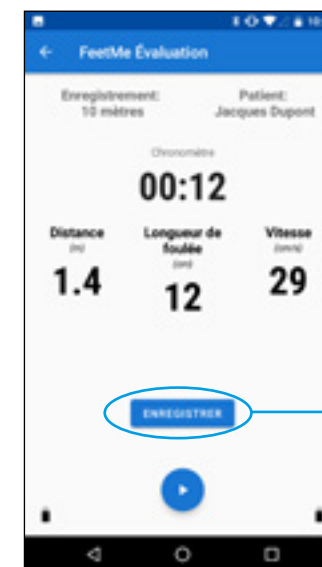 FeetMe Évaluation
Enregistrement: Patient:
10 mètres Jacques Dupont
Chronomètre
00:12
Distance Longueur de Vitesse
(m) foulée (cm/s)
(cm)
1.4 12 29
ENREGISTRER